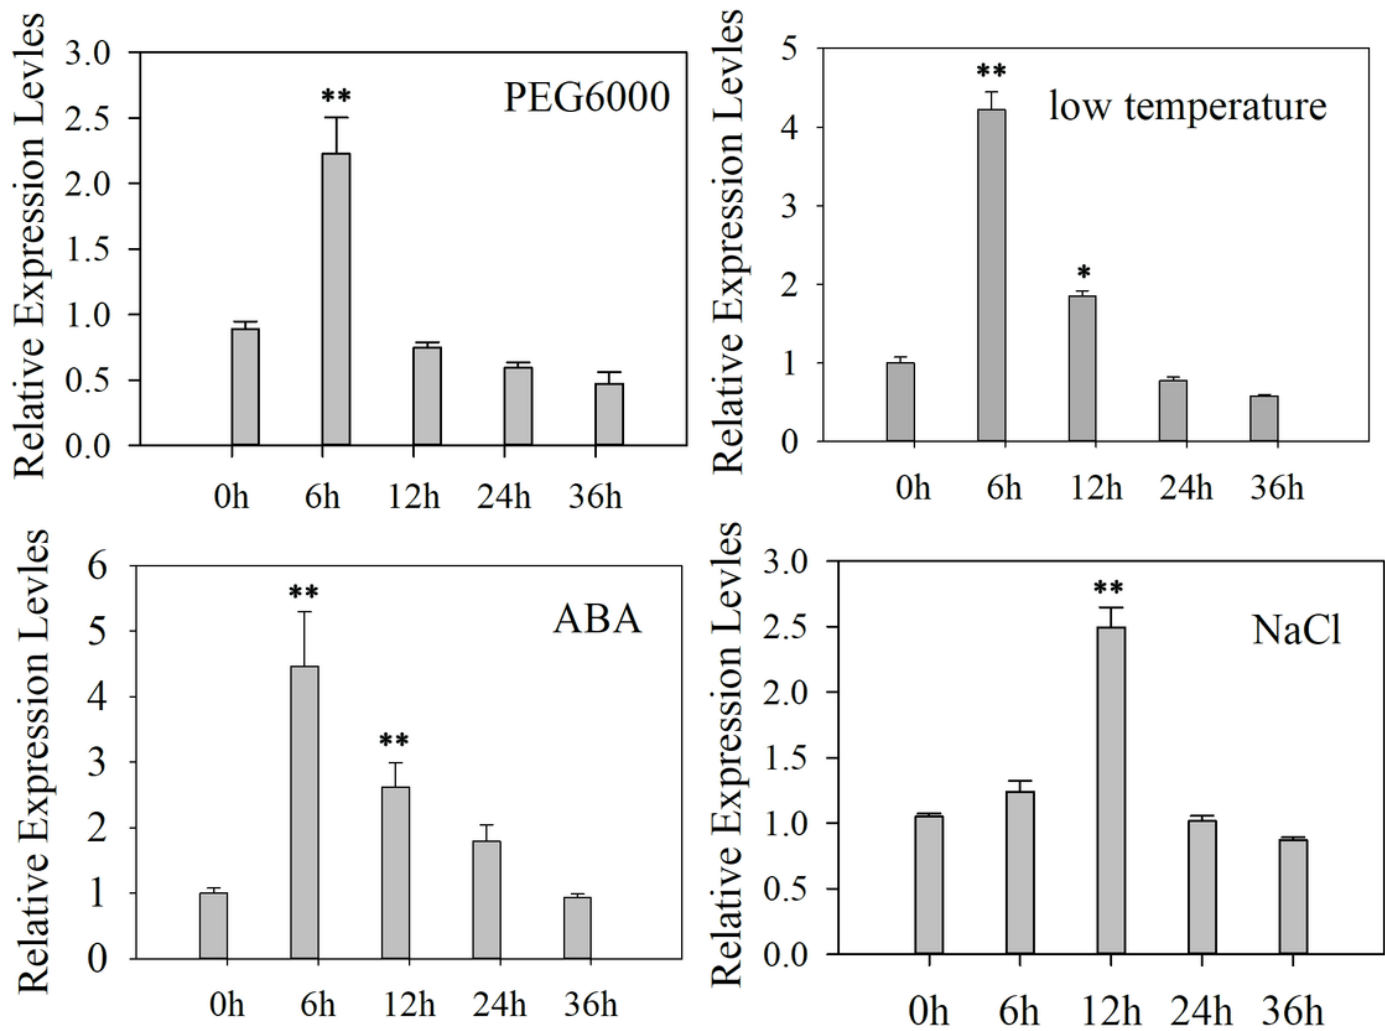 Relative Expression Levles
3.0
2.5
2.0
1.5
1.0
0.5
0.0
**
PEG6000
0h 6h 12h 24h 36h
Relative Expression Levles
5
4
3
2
1
0
**
*
low temperature
0h 6h 12h 24h 36h
Relative Expression Levles
6
5
4
3
2
1
0
**
**
ABA
0h 6h 12h 24h 36h
Relative Expression Levles
3.0
2.5
2.0
1.5
1.0
0.5
0.0
**
NaCl
0h 6h 12h 24h 36h